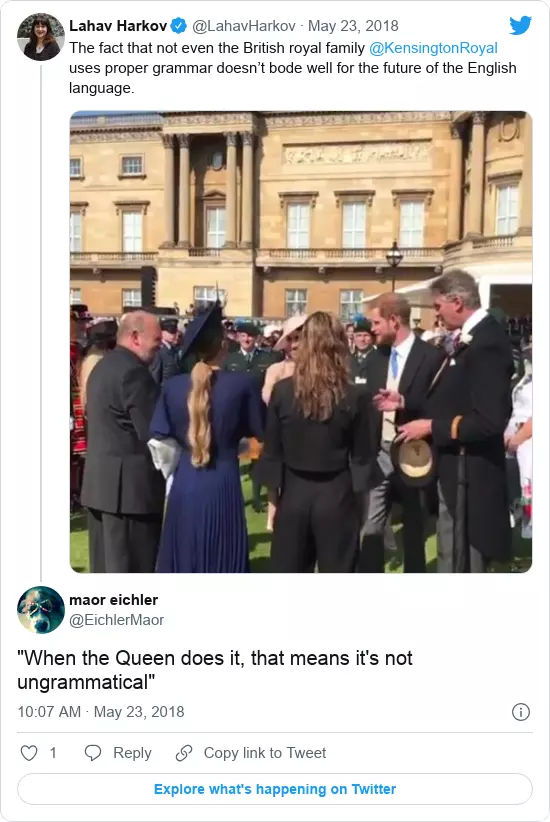 Lahav Harkov @LahavHarkov · May 23, 2018
The fact that not even the British royal family @KensingtonRoyal
uses proper grammar doesn’t bode well for the future of the English
language.
maor eichler
@EichlerMaor
"When the Queen does it, that means it's not
ungrammatical"
10:07 AM · May 23, 2018
1 Reply Copy link to Tweet
Explore what's happening on Twitter